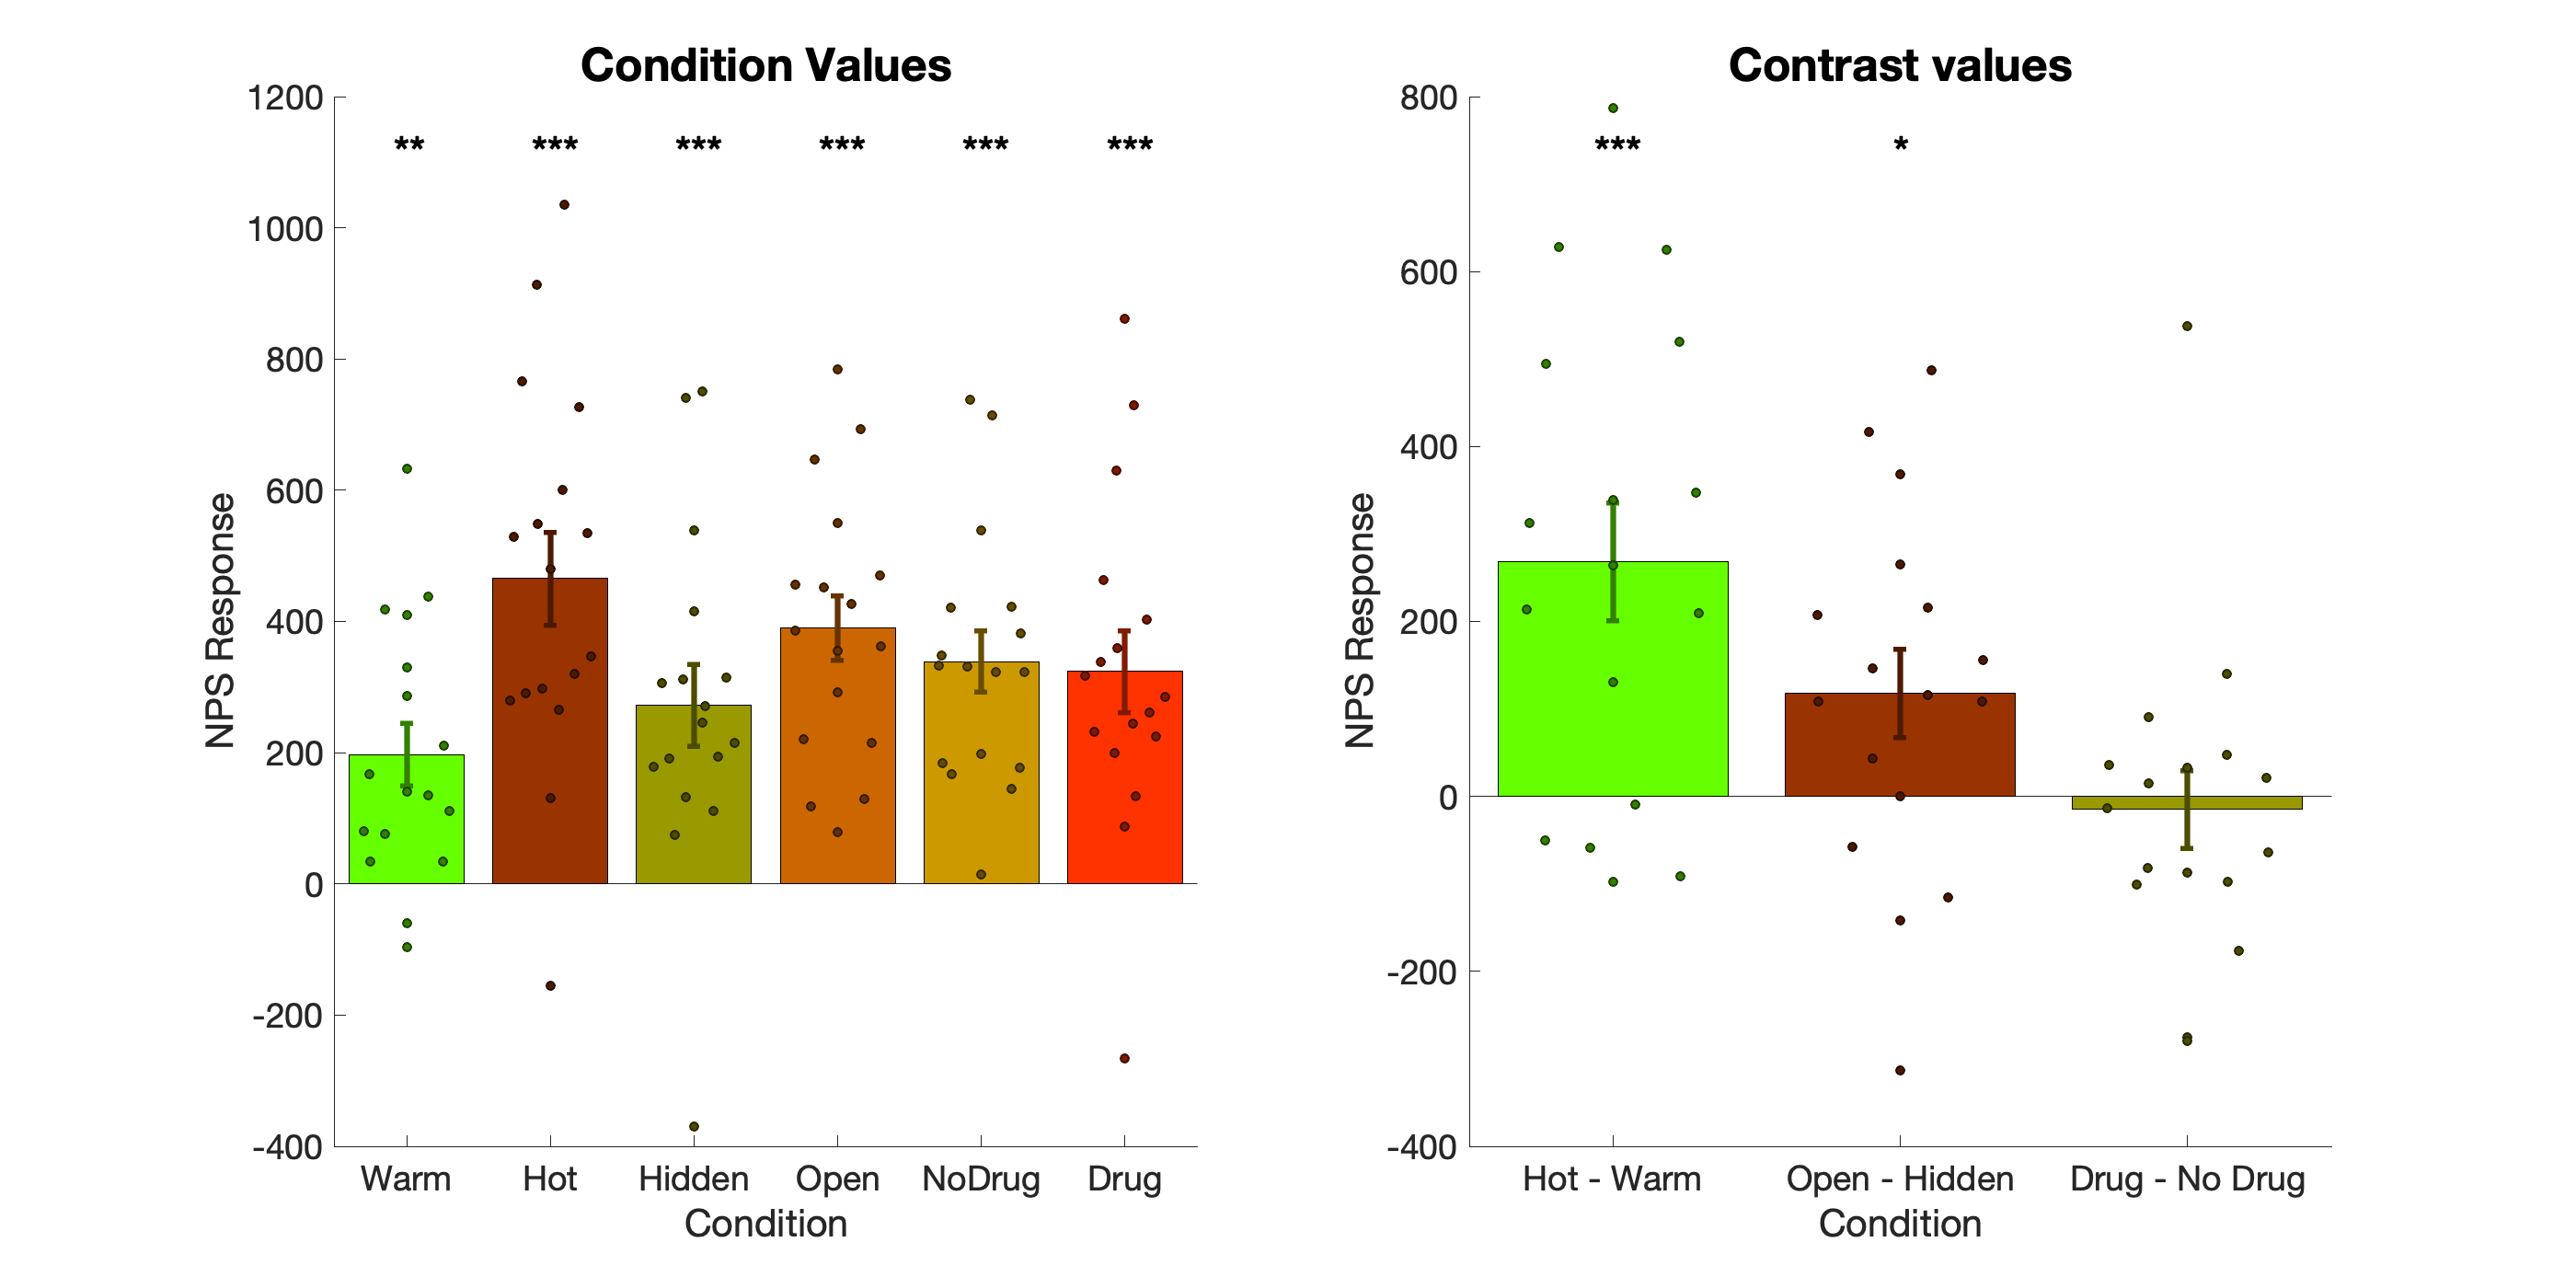 Condition Values
1200
1000
800
600
400
200
0
-200
-400
** *** *** *** *** ***
NPS Response
Warm Hot Hidden Open NoDrug Drug
Condition
Contrast values
800
600
400
200
0
-200
-400
*** *
NPS Response
Hot - Warm Open - Hidden Drug - No Drug
Condition